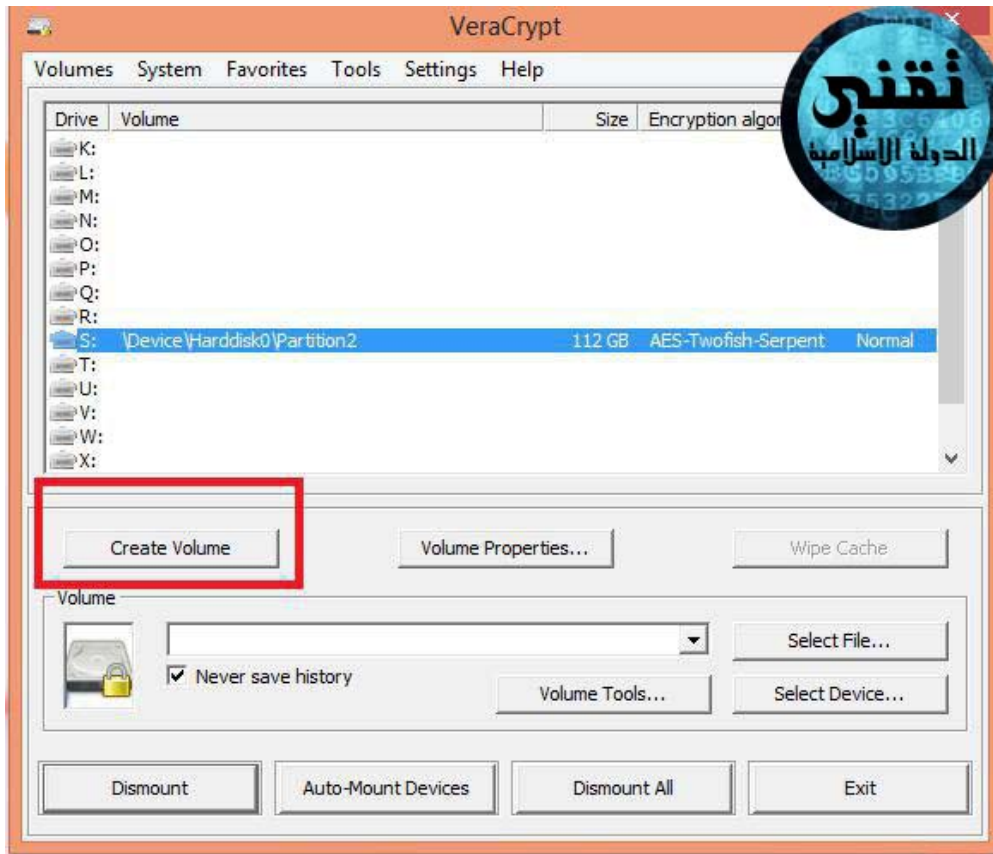 VeraCrypt
Volumes System Favorites Tools Settings Help
تقني
الدولة الاسلامية
Drive Volume Size Encryption algor
K:
L:
M:
N:
O:
P:
Q:
R:
S: \Device\Harddisk0\Partition2 112 GB AES-Twofish-Serpent Normal
T:
U:
V:
W:
X:
Create Volume Volume Properties... Wipe Cache
Volume
Select File...
Never save history
Volume Tools... Select Device...
Dismount Auto-Mount Devices Dismount All Exit